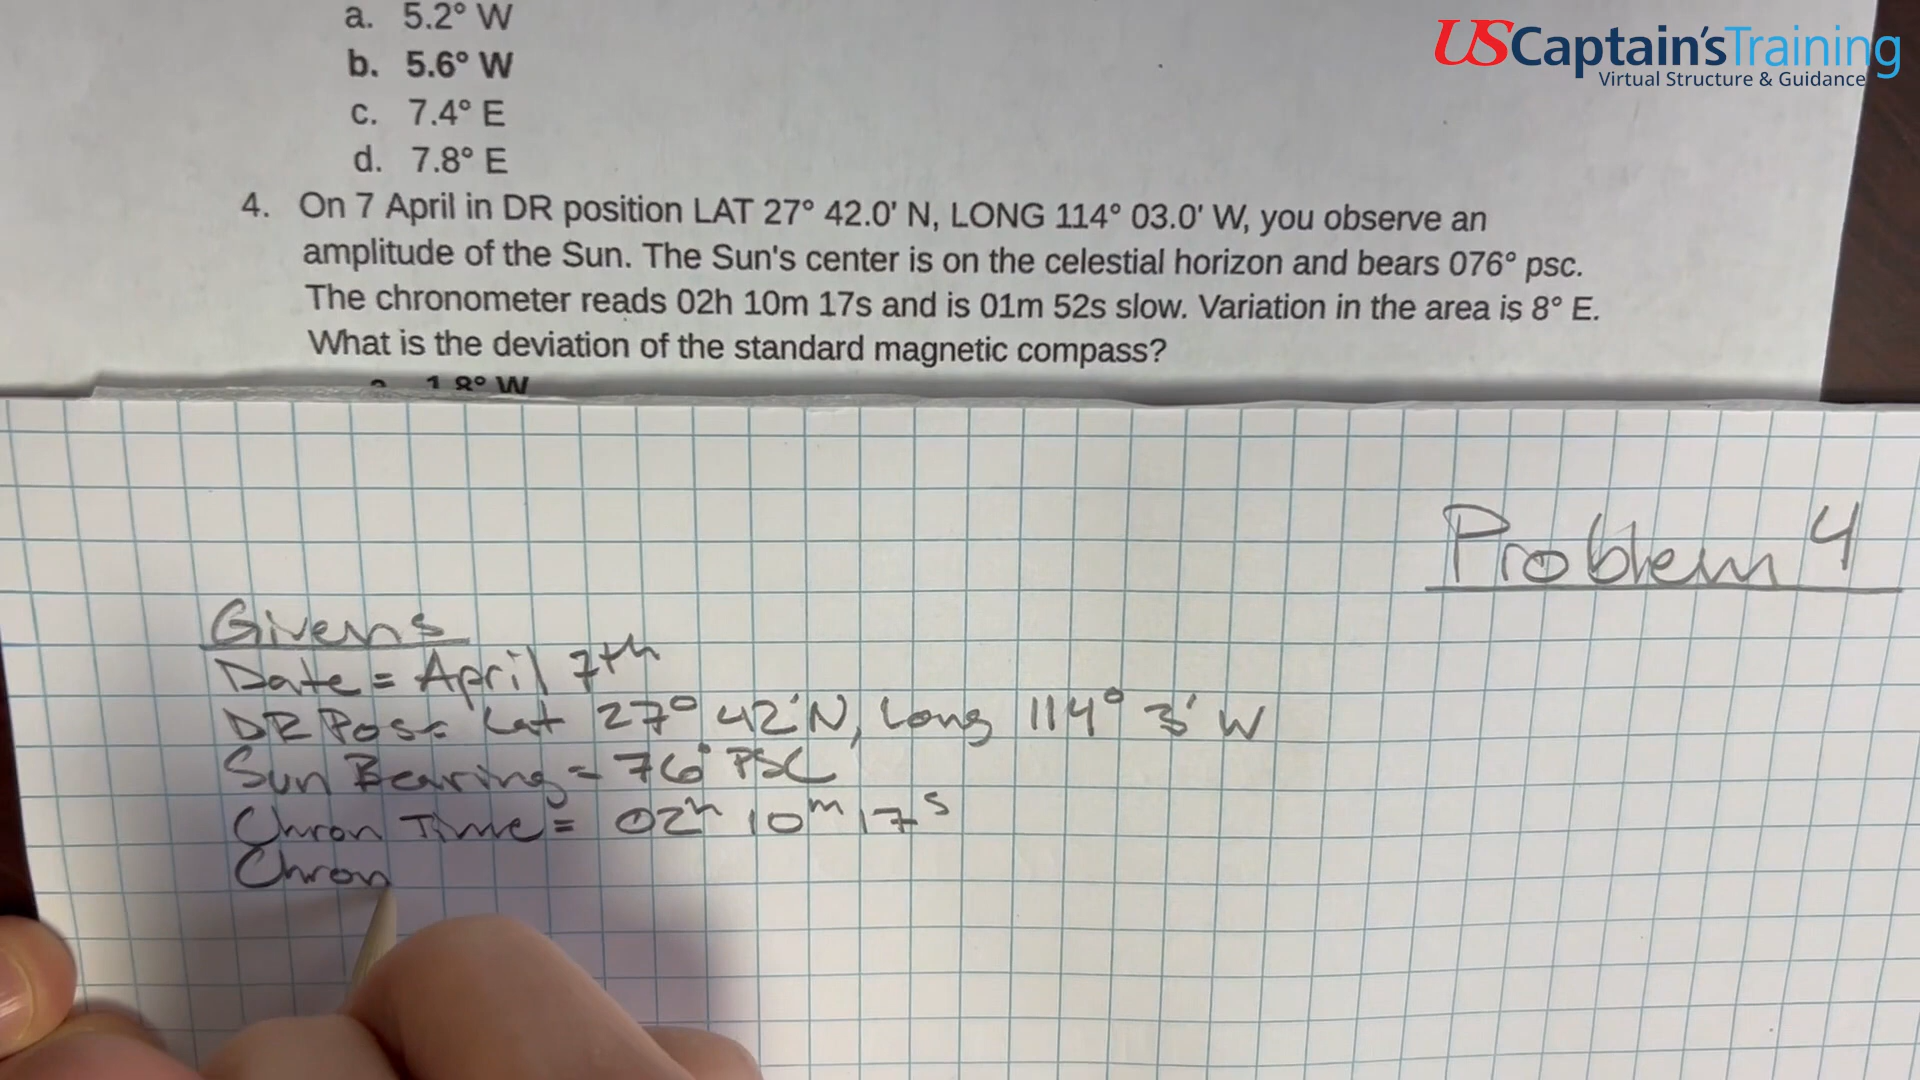 USCaptain'sTraining
Virtual Structure & Guidance
a. 5.2° W
b. 5.6° W
c. 7.4° E
d. 7.8° E
4. On 7 April in DR position LAT 27° 42.0' N, LONG 114° 03.0' W, you observe an
amplitude of the Sun. The Sun's center is on the celestial horizon and bears 076° psc.
The chronometer reads 02h 10m 17s and is 01m 52s slow. Variation in the area is 8° E.
What is the deviation of the standard magnetic compass?
1.8° W
Problem 4
Givens
Date = April 7th
DR Pos = Lat 27° 42' N, Long 114° 3' W
Sun Bearing = 76° PSC
Chron Time = 02h 10m 17s
Chron